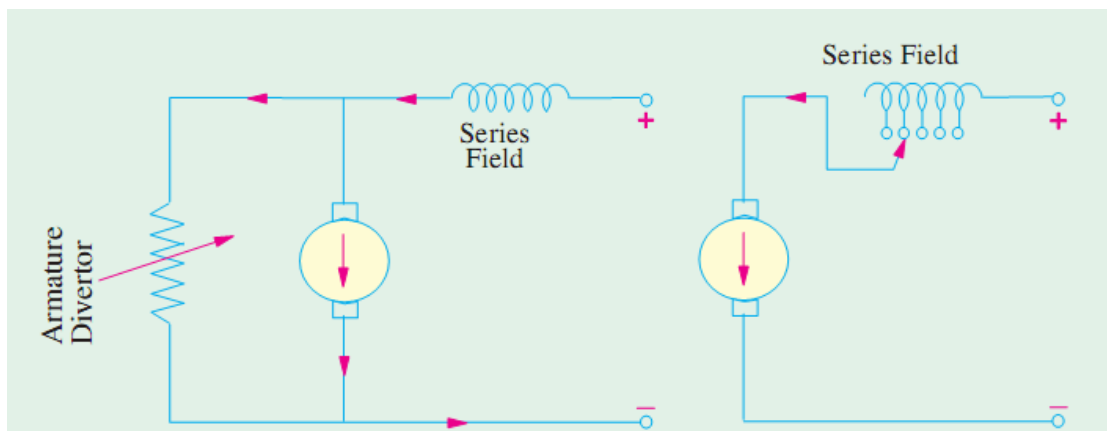 Series Field
Series
Field
+
+
Armature
Divertor
−
−